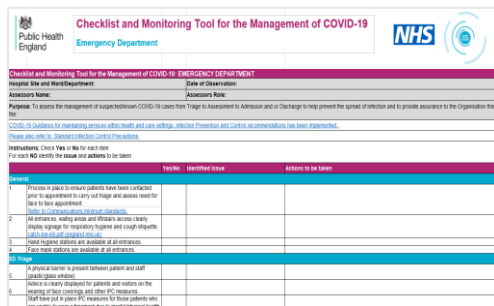 Public Health
England
Checklist and Monitoring Tool for the Management of COVID-19
Emergency Department
NHS
Checklist and Monitoring Tool for the Management of COVID-19: EMERGENCY DEPARTMENT
Hospital Site and Ward/Department: Date of Observation:
Assessors Name: Assessors Role:
Purpose: To assess the management of suspected/known COVID-19 cases from Triage to Assessment to Admission and or Discharge to help prevent the spread of infection and to provide assurance to the Organisation that
the:
COVID-19 Guidance for maintaining services within health and care settings, Infection Prevention and Control recommendations has been implemented.
Please also refer to: Standard Infection Control Precautions.
Instructions: Check Yes or No for each item
For each NO identify the issue and actions to be taken
Yes/No Identified Issue Actions to be taken
General
1 Process in place to ensure patients have been contacted
prior to appointment to carry out triage and assess need for
face to face appointment.
Refer to Communications minimum standards.
2 All entrances, waiting areas and lifts/stairs access clearly
display signage for respiratory hygiene and cough etiquette.
catch-bin-kill.pdf (england.nhs.uk)
3 Hand Hygiene stations are available at all entrances.
4 Face mask stations are available at all entrances.
ED Triage
5 A physical barrier is present between patient and staff
(plastic/glass window).
6 Advice is clearly displayed for patients and visitors on the
wearing of face coverings and other IPC measures.
Staff have put in place IPC measures for those patients who